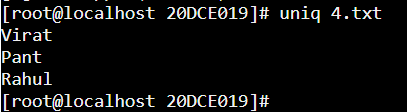 [root@localhost 20DCE019]# uniq 4.txt
Virat
Pant
Rahul
[root@localhost 20DCE019]#